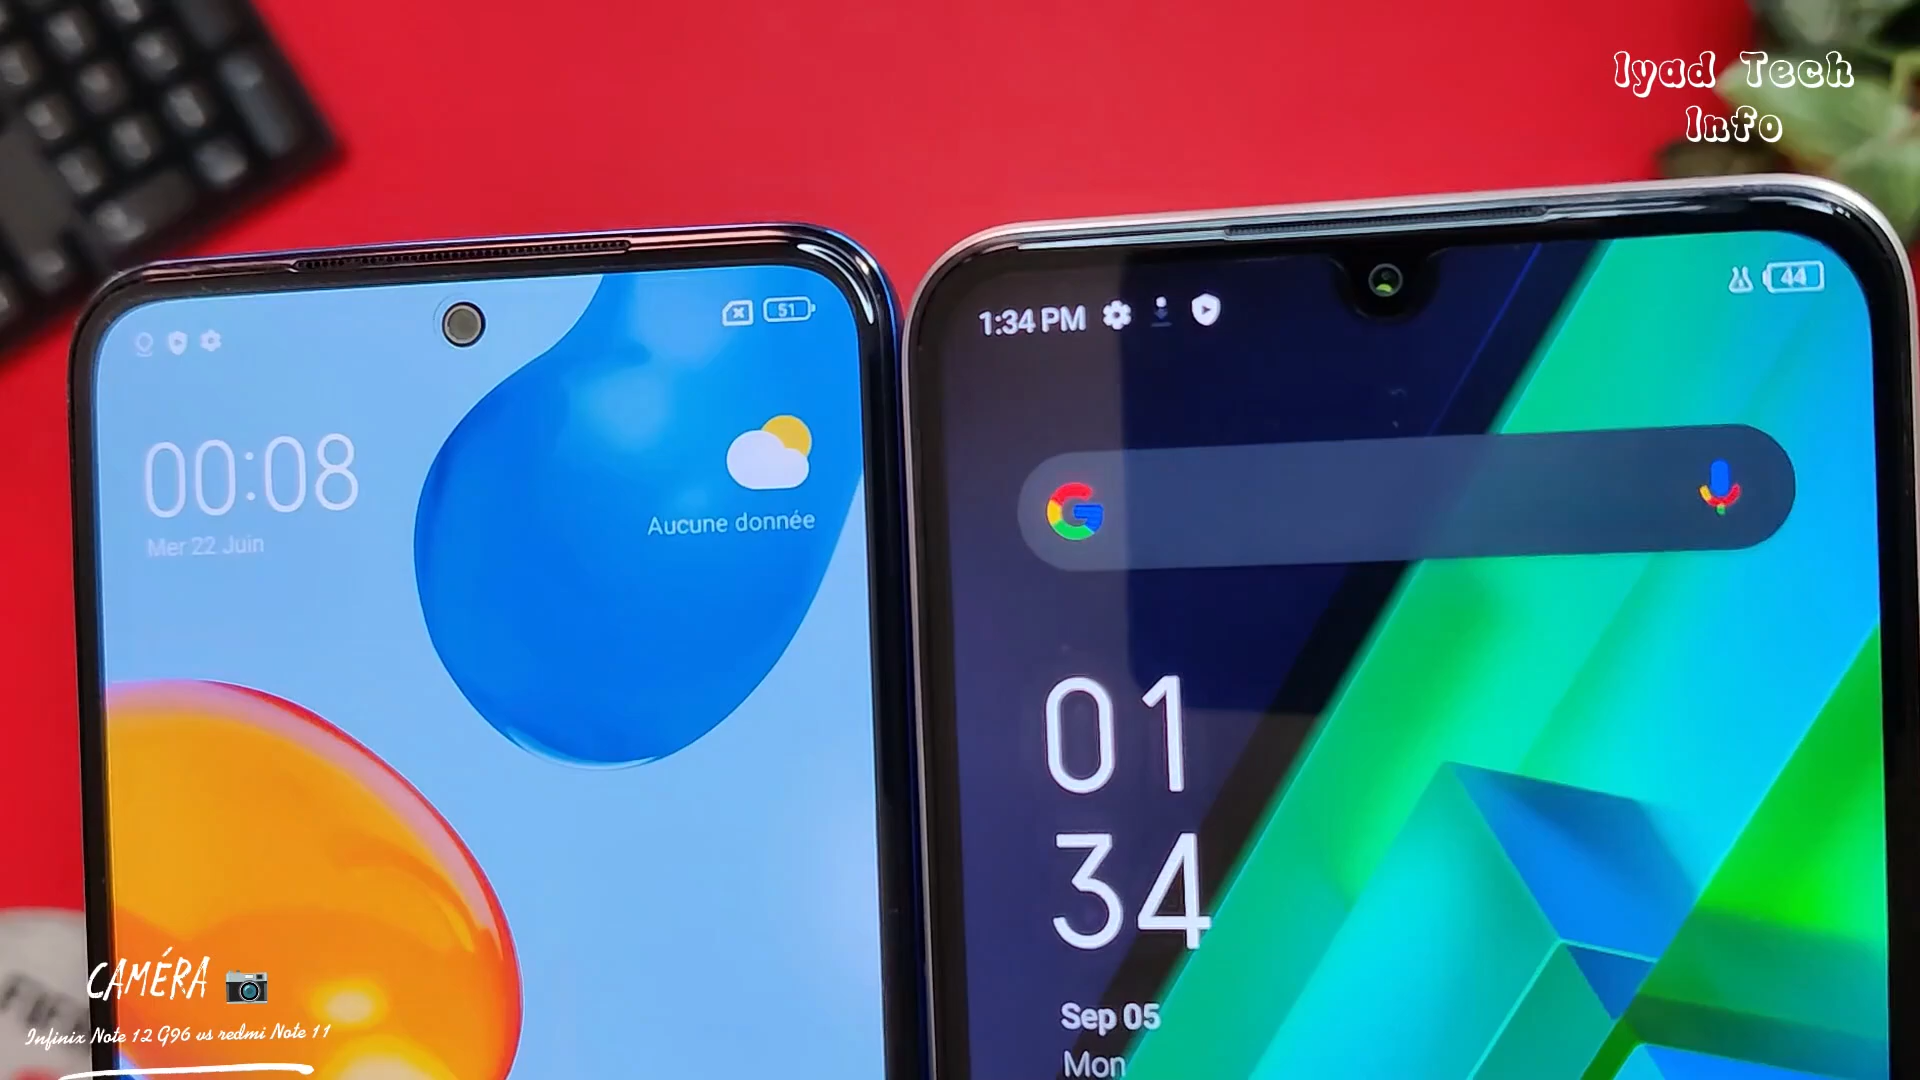 Iyad Tech
Info
51
00:08
Mer 22 Juin
Aucune donnée
1:34 PM
44
G
01
34
Sep 05
Mon
CAMÉRA
Infinix Note 12 G96 vs redmi Note 11